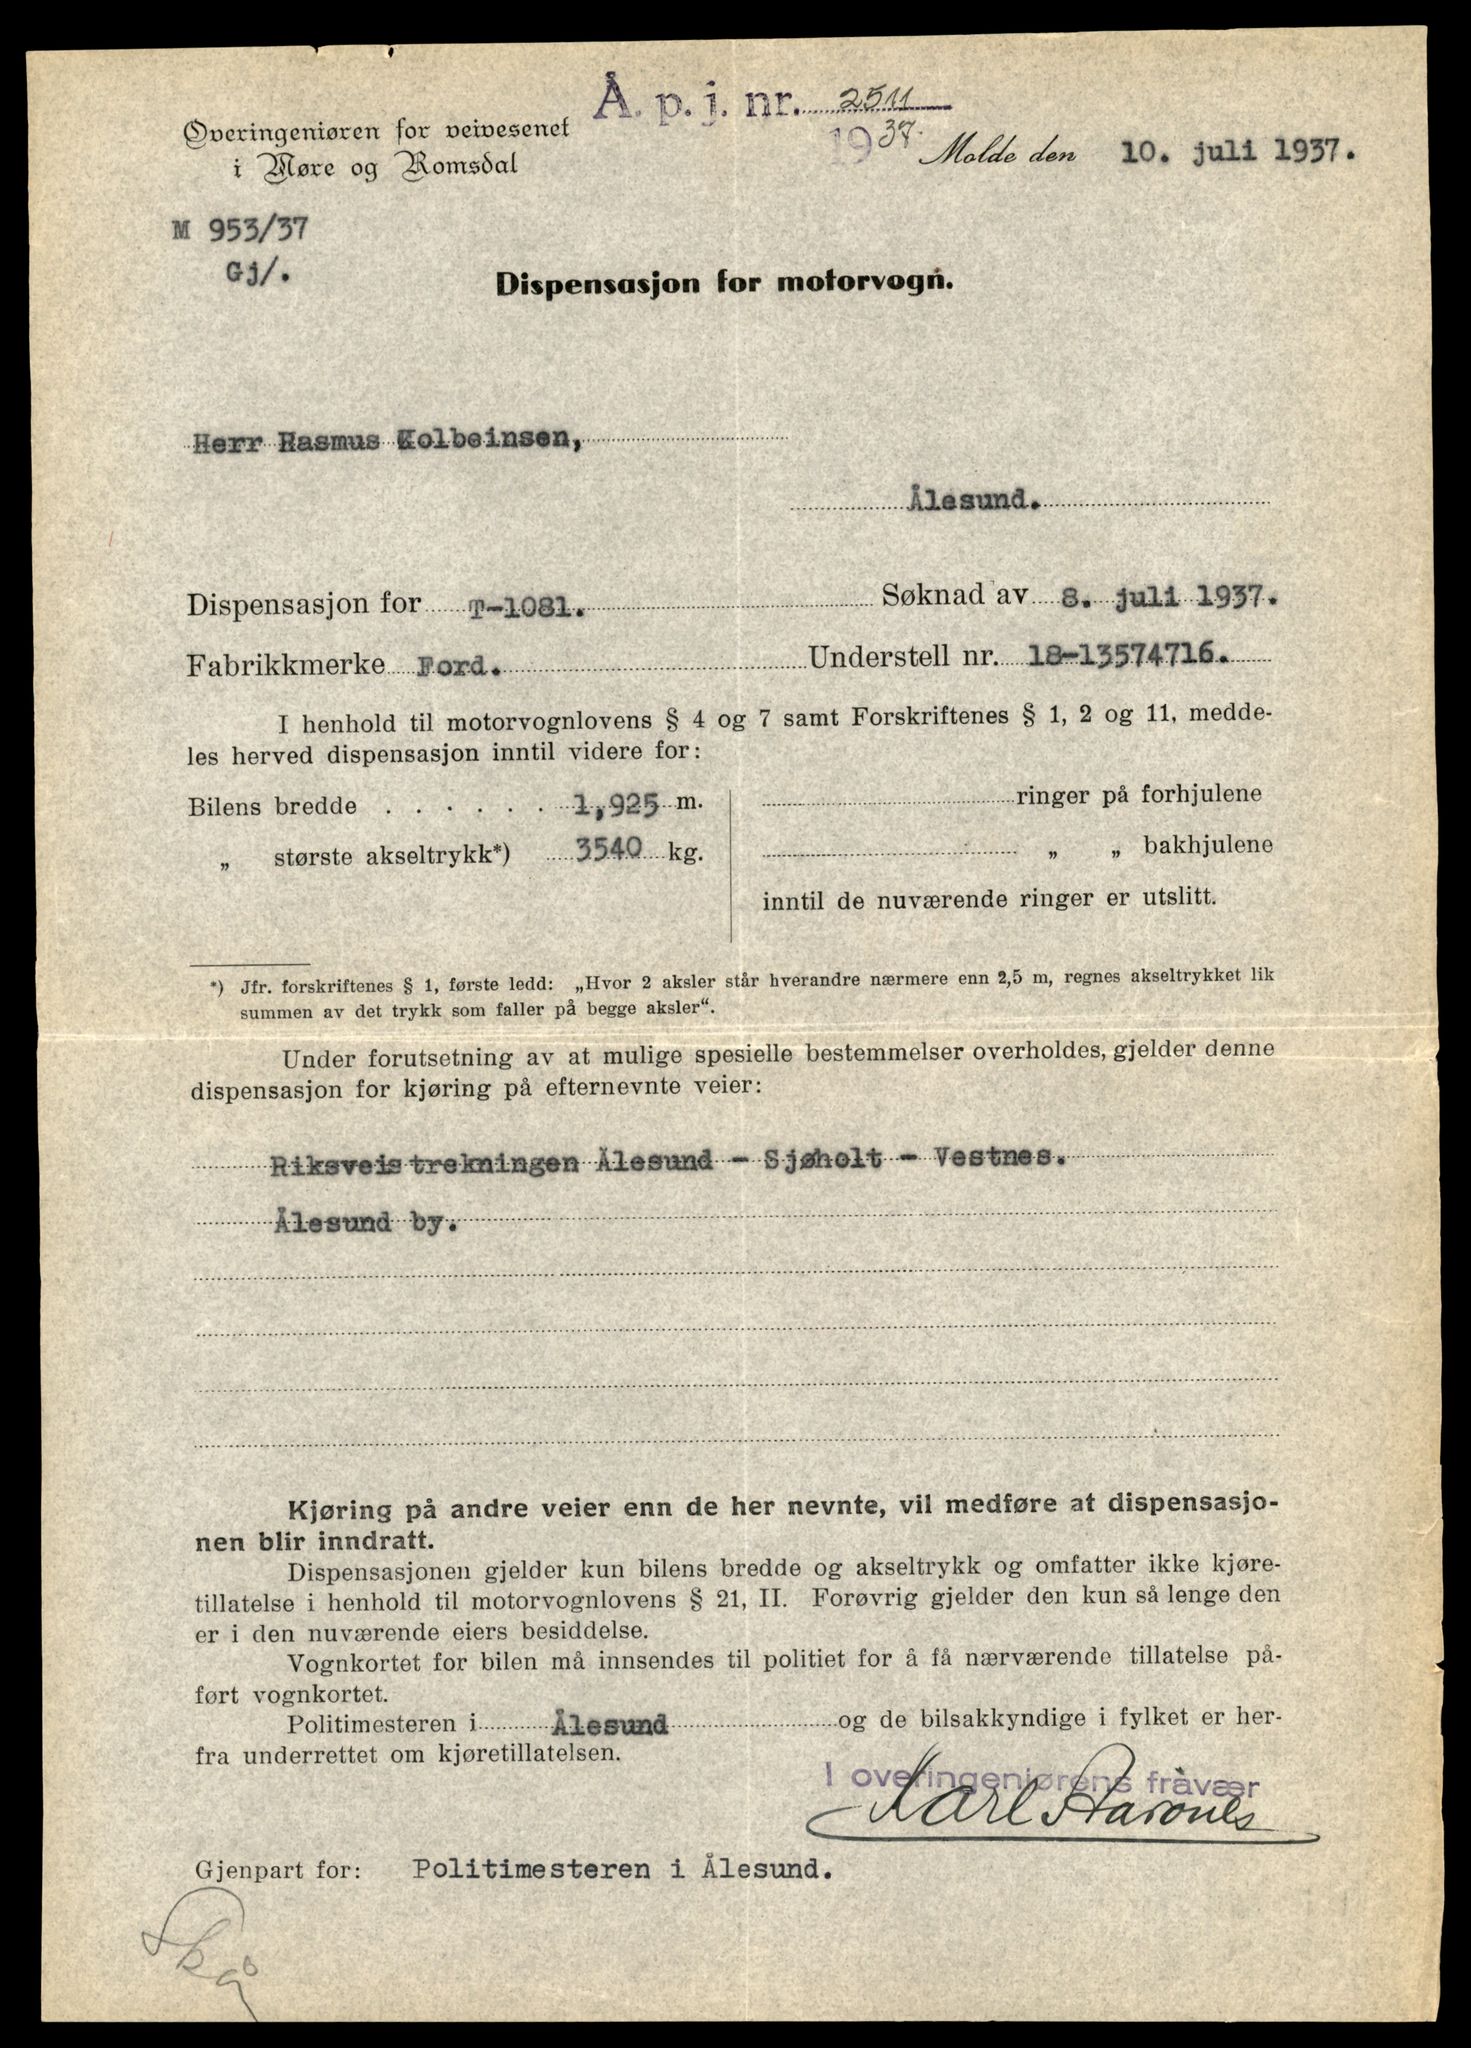 Å. p. j. nr. 2511
1937.
Overingeniøren for veivesenet
i Møre og Romsdal
Molde den 10. juli 1937.
M 953/37
Gj/.
Dispensasjon for motorvogn.
Herr Rasmus Kolbeinsen,
Ålesund.
Dispensasjon for T-1081. Søknad av 8. juli 1937.
Fabrikkmerke Ford. Understell nr. 18-13574716.
I henhold til motorvognlovens § 4 og 7 samt Forskriftenes § 1, 2 og 11, medde-
les herved dispensasjon inntil videre for:
Bilens bredde . . . . . . 1,925 m.
„ største akseltrykk*) 3540 kg.
ringer på forhjulene
„ „ bakhjulene
inntil de nuværende ringer er utslitt.
*) Jfr. forskriftenes § 1, første ledd: „Hvor 2 aksler står hverandre nærmere enn 2,5 m, regnes akseltrykket lik
summen av det trykk som faller på begge aksler“.
Under forutsetning av at mulige spesielle bestemmelser overholdes, gjelder denne
dispensasjon for kjøring på efternevnte veier:
Riksveistrekningen Ålesund - Sjøholt - Vestnes.
Ålesund by.
Kjøring på andre veier enn de her nevnte, vil medføre at dispensasjo-
nen blir inndratt.
Dispensasjonen gjelder kun bilens bredde og akseltrykk og omfatter ikke kjøre-
tillatelse i henhold til motorvognlovens § 21, II. Forøvrig gjelder den kun så lenge den
er i den nuværende eiers besiddelse.
Vognkortet for bilen må innsendes til politiet for å få nærværende tillatelse på-
ført vognkortet.
Politimesteren i Ålesund og de bilsakkyndige i fylket er her-
fra underrettet om kjøretillatelsen.
I overingeniørens fravær
Karl
Gjenpart for: Politimesteren i Ålesund.